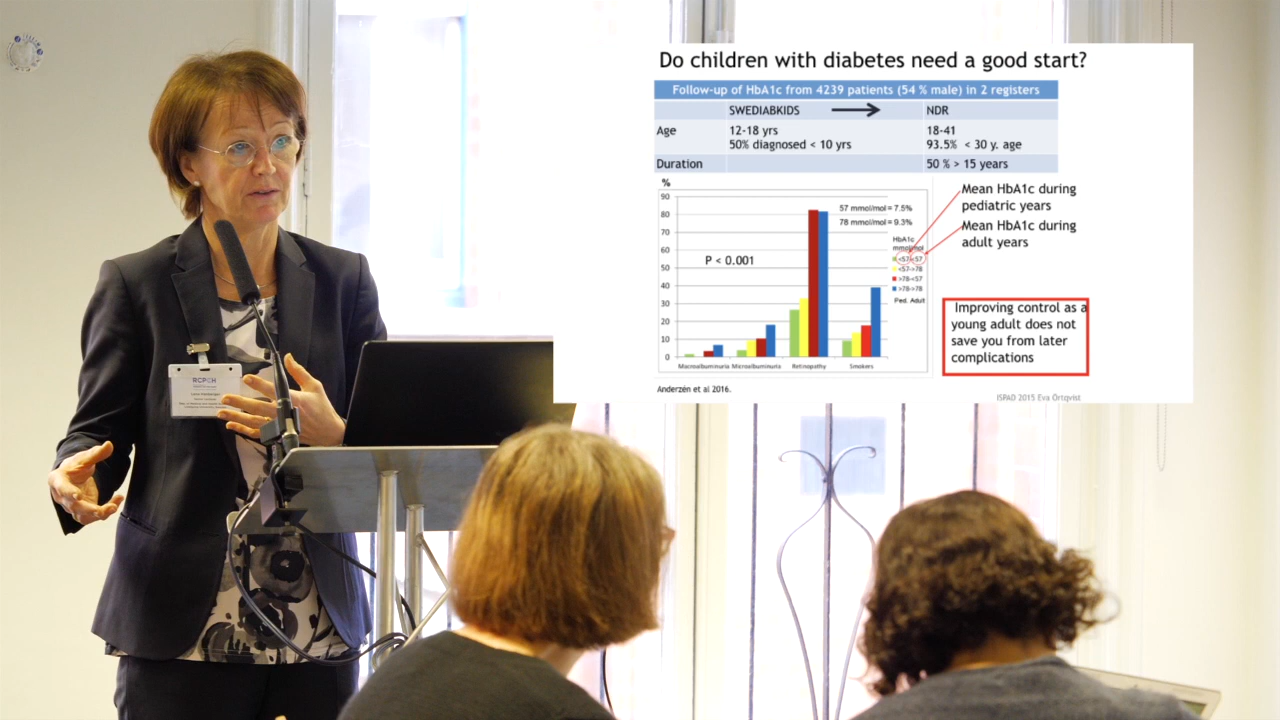 Do children with diabetes need a good start?
Follow-up of HbA1c from 4239 patients (54 % male) in 2 registers
SWEDIABKIDS NDR
Age 12-18 yrs 18-41
50% diagnosed < 10 yrs 93.5% < 30 y. age
Duration 50 % > 15 years
%
90
80
70
60
50
40
30
20
10
0
57 mmol/mol = 7.5%
78 mmol/mol = 9.3%
P < 0.001
HbA1c
mmol/mol
<57-<57
<57->78
>78-<57
>78->78
Ped. Adult
Macroalbuminuria Microalbuminuria Retinopathy Smokers
Mean HbA1c during
pediatric years
Mean HbA1c during
adult years
Improving control as a
young adult does not
save you from later
complications
Anderzén et al 2016.
ISPAD 2015 Eva Örtqvist
RCPCH